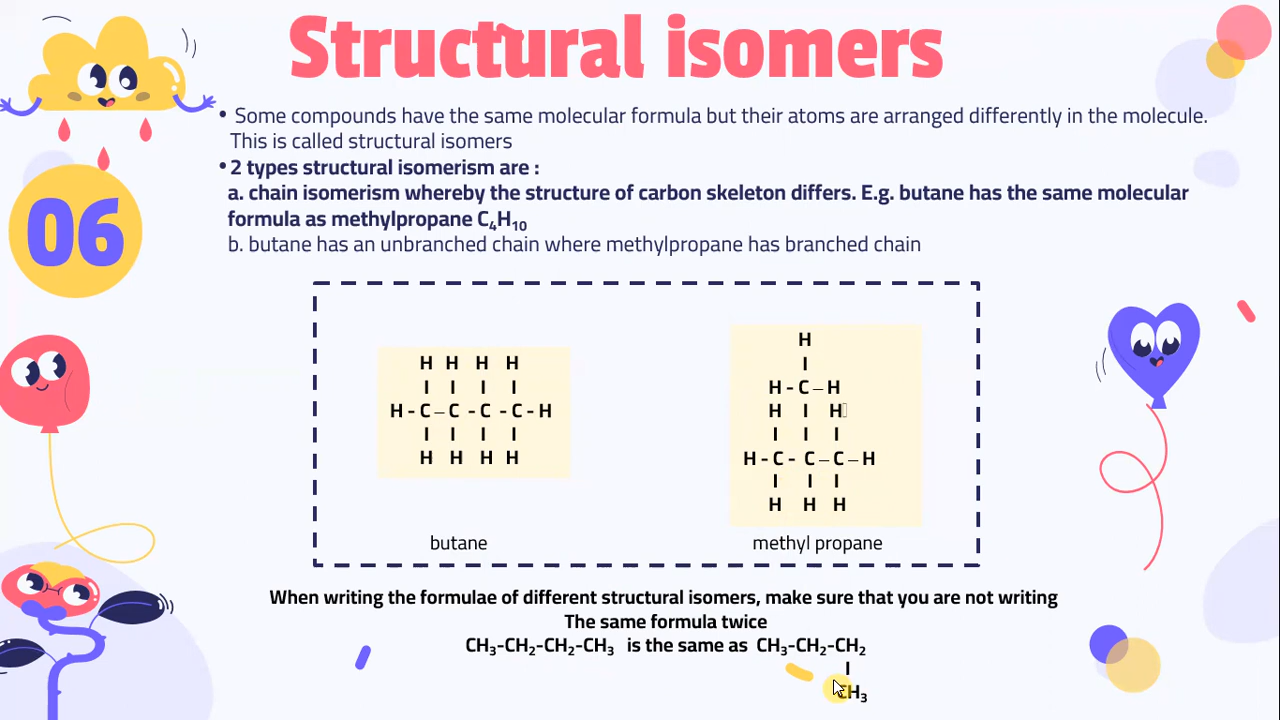 Structural isomers
• Some compounds have the same molecular formula but their atoms are arranged differently in the molecule.
This is called structural isomers
• 2 types structural isomerism are :
a. chain isomerism whereby the structure of carbon skeleton differs. E.g. butane has the same molecular
formula as methylpropane C₄H₁₀
b. butane has an unbranched chain where methylpropane has branched chain
06
H H H H
I I I I
H - C – C - C - C - H
I I I I
H H H H
butane
H
I
H - C – H
H I H
I I I
H - C - C – C – H
I I I
H H H
methyl propane
When writing the formulae of different structural isomers, make sure that you are not writing
The same formula twice
CH₃-CH₂-CH₂-CH₃ is the same as CH₃-CH₂-CH₂
I
CH₃